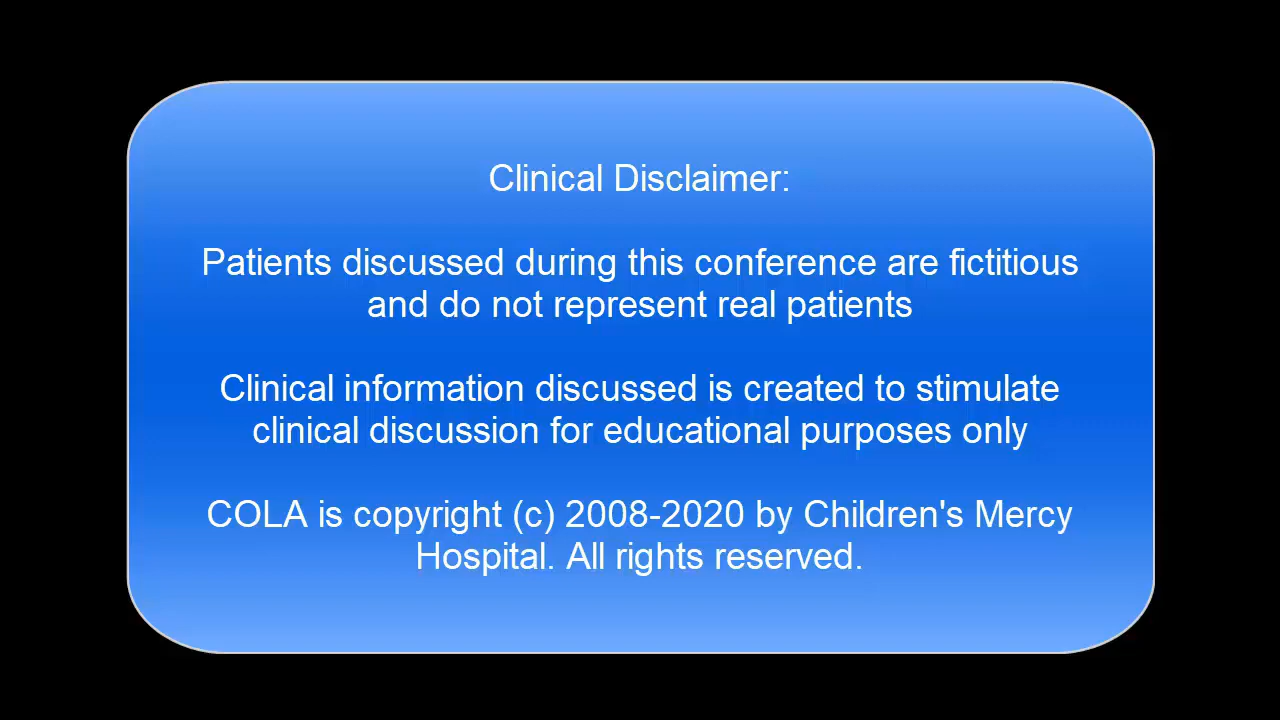 Clinical Disclaimer:
Patients discussed during this conference are fictitious
and do not represent real patients
Clinical information discussed is created to stimulate
clinical discussion for educational purposes only
COLA is copyright (c) 2008-2020 by Children's Mercy
Hospital. All rights reserved.